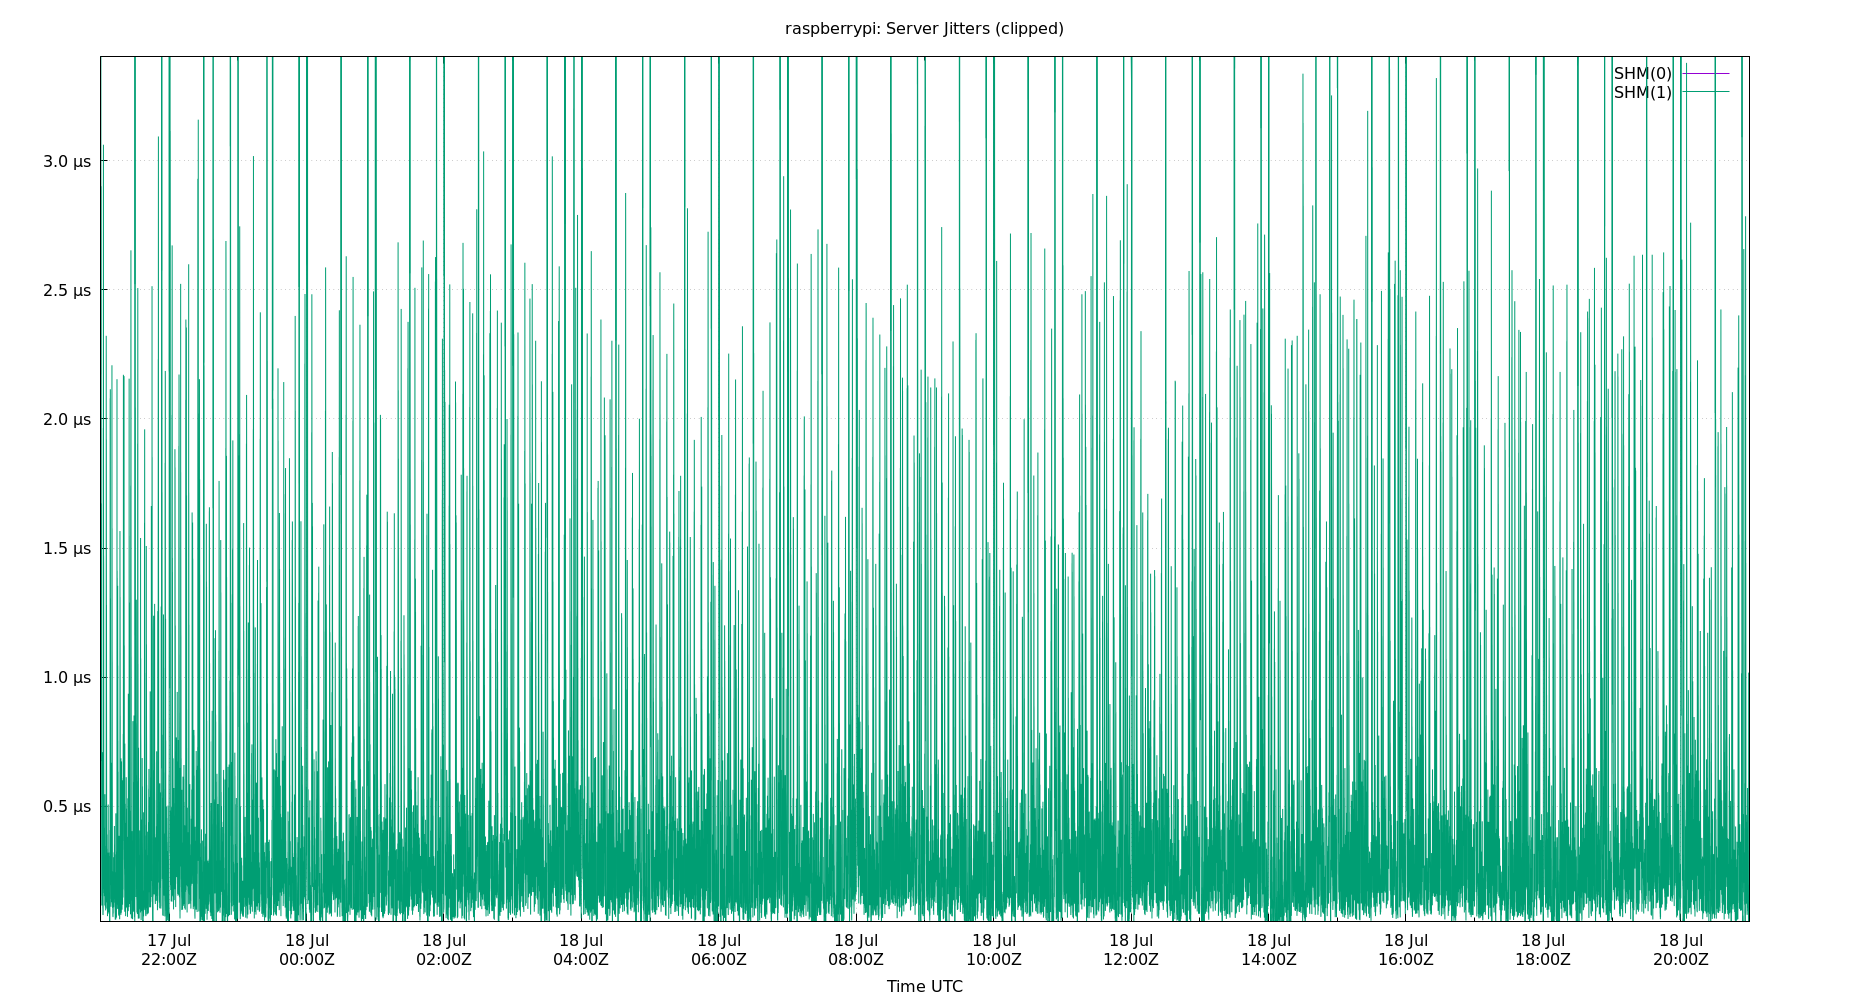 raspberrypi: Server Jitters (clipped)
SHM(0)
SHM(1)
3.0 µs
2.5 µs
2.0 µs
1.5 µs
1.0 µs
0.5 µs
17 Jul 18 Jul 18 Jul 18 Jul 18 Jul 18 Jul 18 Jul 18 Jul 18 Jul 18 Jul 18 Jul 18 Jul
22:00Z 00:00Z 02:00Z 04:00Z 06:00Z 08:00Z 10:00Z 12:00Z 14:00Z 16:00Z 18:00Z 20:00Z
Time UTC